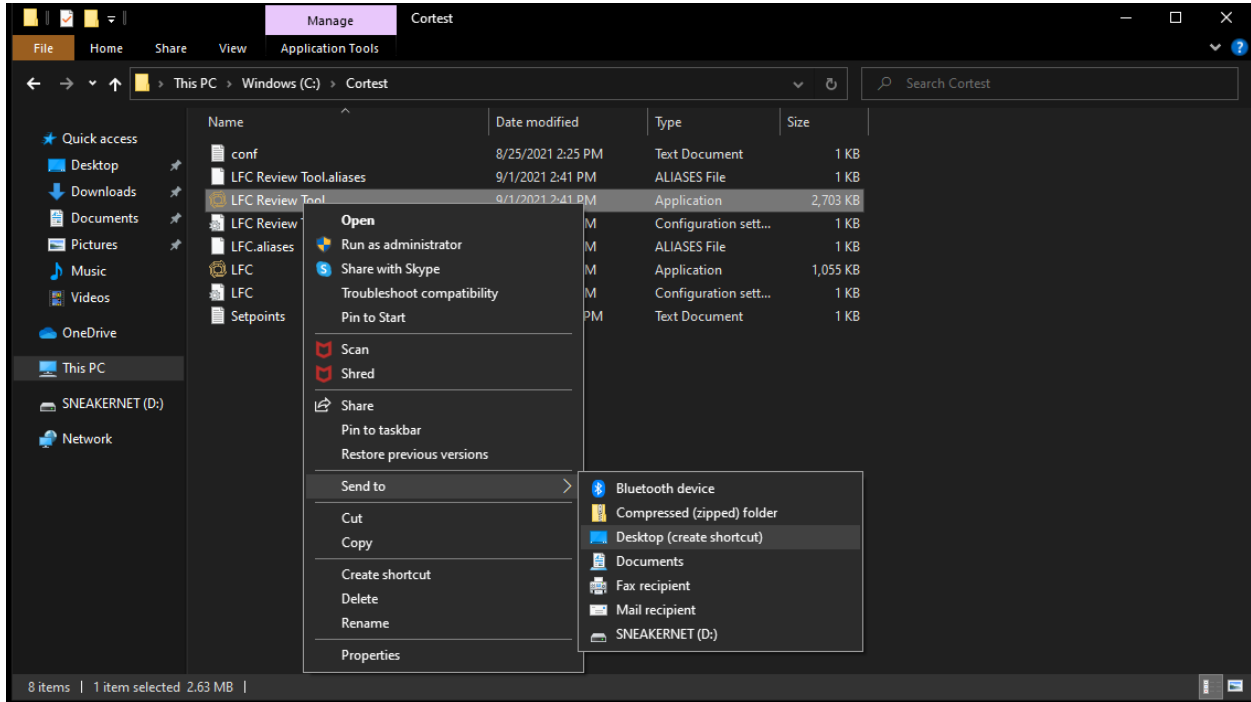 Manage Cortest
File Home Share View Application Tools
This PC Windows (C:) Cortest Search Cortest
Name Date modified Type Size
Quick access
Desktop
Downloads
Documents
Pictures
Music
Videos
OneDrive
This PC
SNEAKERNET (D:)
Network
conf 8/25/2021 2:25 PM Text Document 1 KB
LFC Review Tool.aliases 9/1/2021 2:41 PM ALIASES File 1 KB
LFC Review Tool 9/1/2021 2:41 PM Application 2,703 KB
LFC Review M Configuration sett... 1 KB
LFC.aliases M ALIASES File 1 KB
LFC M Application 1,055 KB
LFC M Configuration sett... 1 KB
Setpoints PM Text Document 1 KB
Open
Run as administrator
Share with Skype
Troubleshoot compatibility
Pin to Start
Scan
Shred
Share
Pin to taskbar
Restore previous versions
Send to
Cut
Copy
Create shortcut
Delete
Rename
Properties
Bluetooth device
Compressed (zipped) folder
Desktop (create shortcut)
Documents
Fax recipient
Mail recipient
SNEAKERNET (D:)
8 items 1 item selected 2.63 MB